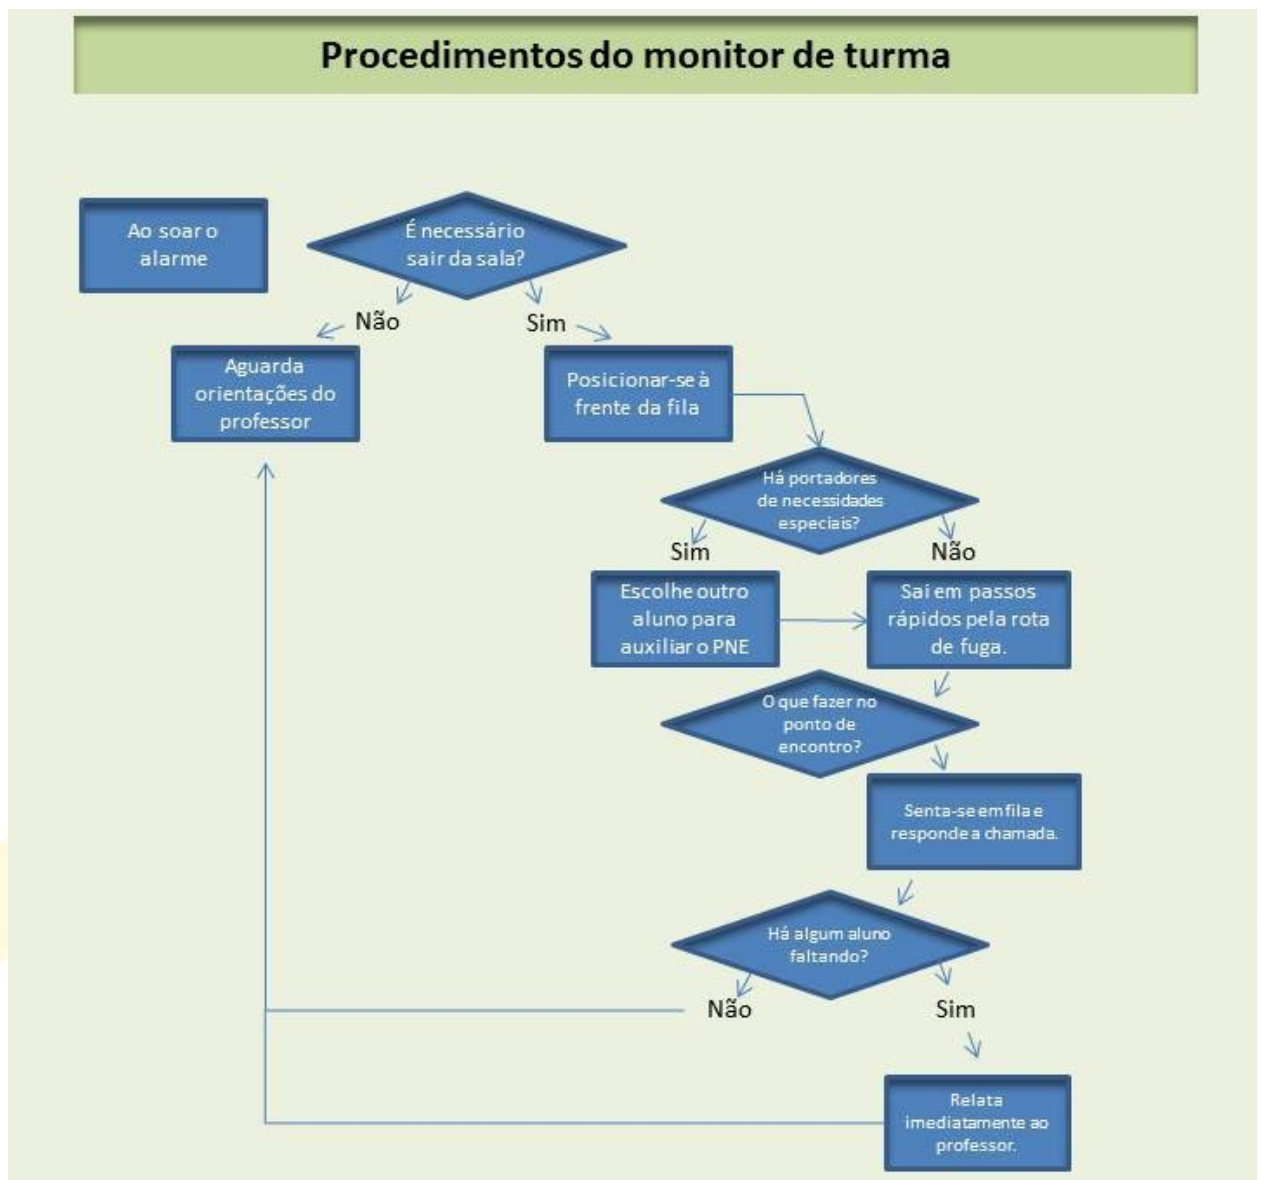 Procedimentos do monitor de turma
Ao soar o
alarme
É necessário
sair da sala?
Não
Sim
Aguarda
orientações do
professor
Posicionar-se à
frente da fila
Há portadores
de necessidades
especiais?
Sim
Não
Escolhe outro
aluno para
auxiliar o PNE
Sai em passos
rápidos pela rota
de fuga.
O que fazer no
ponto de
encontro?
Senta-se em fila e
responde a chamada.
Há algum aluno
faltando?
Não
Sim
Relata
imediatamente ao
professor.